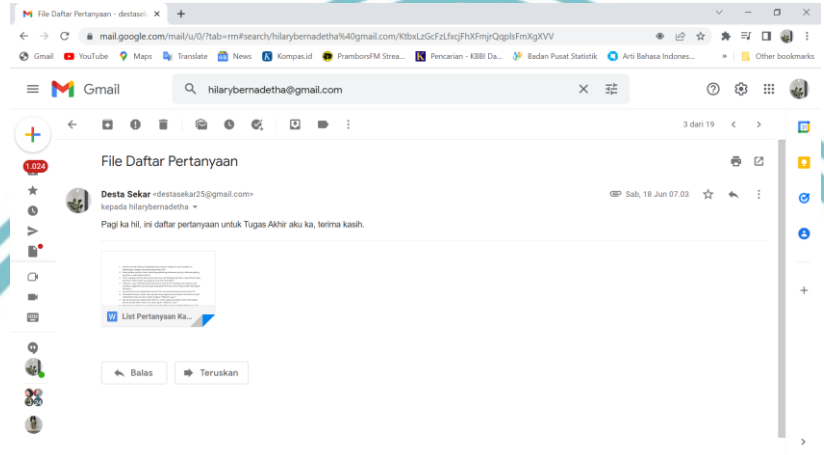 File Daftar Pertanyaan - destasek
mail.google.com/mail/u/0/?tab=rm#search/hilarybernadetha%40gmail.com/KtbxLzGcFzLfxcjFhXFmjrQqplsFmXgXVV
Gmail YouTube Maps Translate News Kompas.id PramborsFM Strea... Pencarian - KBBI Da... Badan Pusat Statistik Arti Bahasa Indones... » Other bookmarks
Gmail
hilarybernadetha@gmail.com
3 dari 19
1.024
File Daftar Pertanyaan
Desta Sekar <destasekar25@gmail.com>
Sab, 18 Jun 07.03
kepada hilarybernadetha
Pagi ka hil, ini daftar pertanyaan untuk Tugas Akhir aku ka, terima kasih.
W List Pertanyaan Ka...
Balas
Teruskan